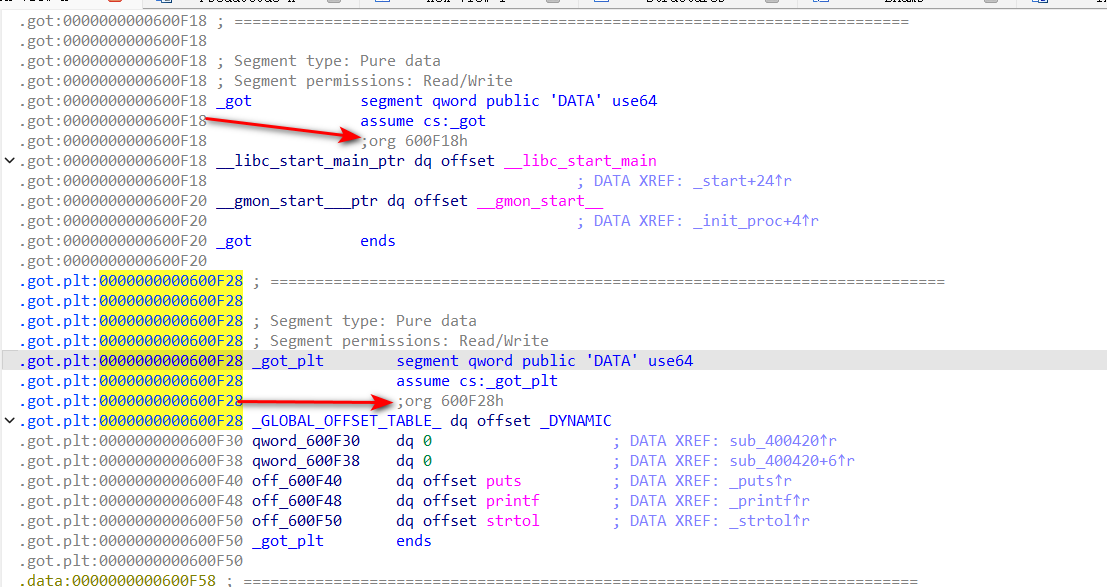 .got:0000000000600F18 ; ===========================================================================
.got:0000000000600F18
.got:0000000000600F18 ; Segment type: Pure data
.got:0000000000600F18 ; Segment permissions: Read/Write
.got:0000000000600F18 _got segment qword public 'DATA' use64
.got:0000000000600F18 assume cs:_got
.got:0000000000600F18 ;org 600F18h
.got:0000000000600F18 __libc_start_main_ptr dq offset __libc_start_main
.got:0000000000600F18 ; DATA XREF: _start+24↑r
.got:0000000000600F20 __gmon_start___ptr dq offset __gmon_start__
.got:0000000000600F20 ; DATA XREF: _init_proc+4↑r
.got:0000000000600F20 _got ends
.got:0000000000600F20
.got.plt:0000000000600F28 ; ===========================================================================
.got.plt:0000000000600F28
.got.plt:0000000000600F28 ; Segment type: Pure data
.got.plt:0000000000600F28 ; Segment permissions: Read/Write
.got.plt:0000000000600F28 _got_plt segment qword public 'DATA' use64
.got.plt:0000000000600F28 assume cs:_got_plt
.got.plt:0000000000600F28 ;org 600F28h
.got.plt:0000000000600F28 _GLOBAL_OFFSET_TABLE_ dq offset _DYNAMIC
.got.plt:0000000000600F30 qword_600F30 dq 0 ; DATA XREF: sub_400420↑r
.got.plt:0000000000600F38 qword_600F38 dq 0 ; DATA XREF: sub_400420+6↑r
.got.plt:0000000000600F40 off_600F40 dq offset puts ; DATA XREF: _puts↑r
.got.plt:0000000000600F48 off_600F48 dq offset printf ; DATA XREF: _printf↑r
.got.plt:0000000000600F50 off_600F50 dq offset strtol ; DATA XREF: _strtol↑r
.got.plt:0000000000600F50 _got_plt ends
.got.plt:0000000000600F50
.data:0000000000600F58 ; ===========================================================================